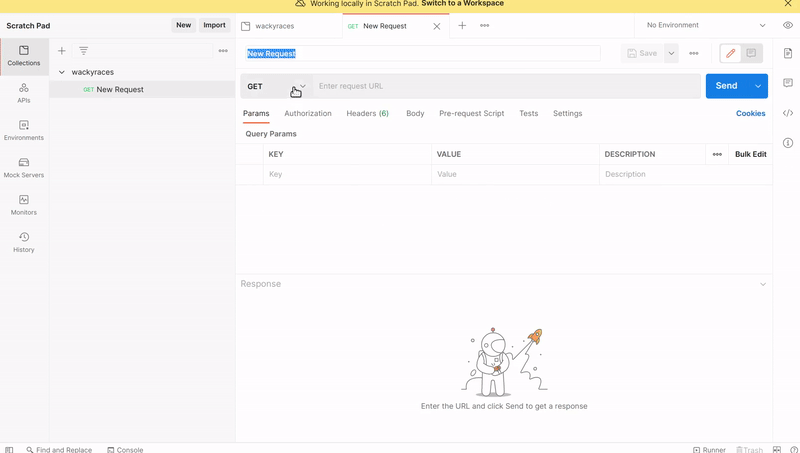 Working locally in Scratch Pad. Switch to a Workspace
Scratch Pad
New
Import
wackyraces
GET New Request
No Environment
Collections
wackyraces
GET New Request
APIs
Environments
Mock Servers
Monitors
History
New Request
Save
GET
Enter request URL
Send
Params
Authorization
Headers (6)
Body
Pre-request Script
Tests
Settings
Cookies
Query Params
KEY
VALUE
DESCRIPTION
Bulk Edit
Key
Value
Description
Response
Enter the URL and click Send to get a response
Find and Replace
Console
Runner
Trash